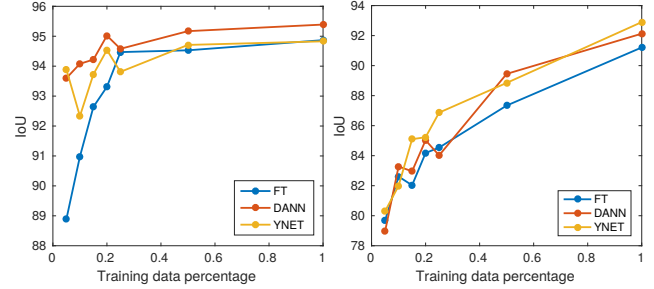 96
95
94
93
92
91
90
89
88
IoU
FT
DANN
YNET
0 0.2 0.4 0.6 0.8 1
Training data percentage
94
92
90
88
86
84
82
80
78
IoU
FT
DANN
YNET
0 0.2 0.4 0.6 0.8 1
Training data percentage